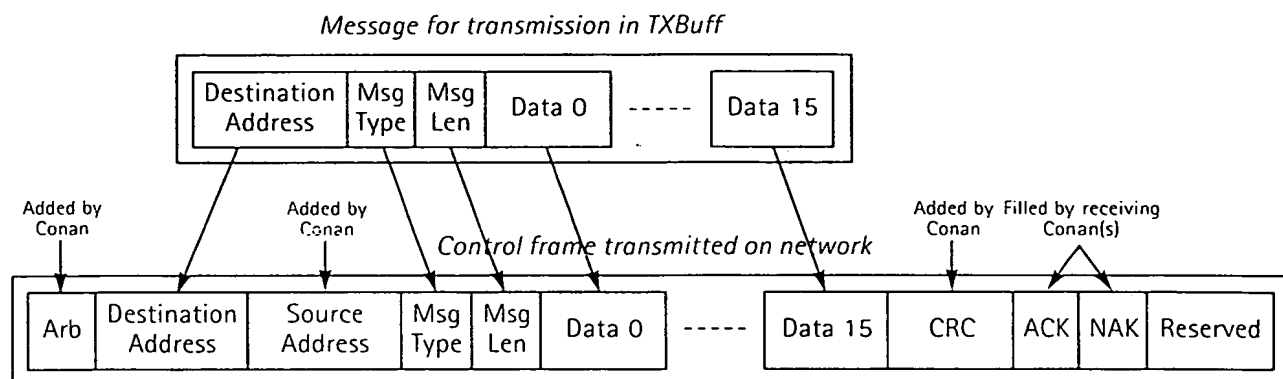 Message for transmission in TXBuff
Destination Address
Msg Type
Msg Len
Data 0
Data 15
Added by Conan
Added by Conan
Added by Conan
Filled by receiving Conan(s)
Control frame transmitted on network
Arb
Destination Address
Source Address
Msg Type
Msg Len
Data 0
Data 15
CRC
ACK
NAK
Reserved